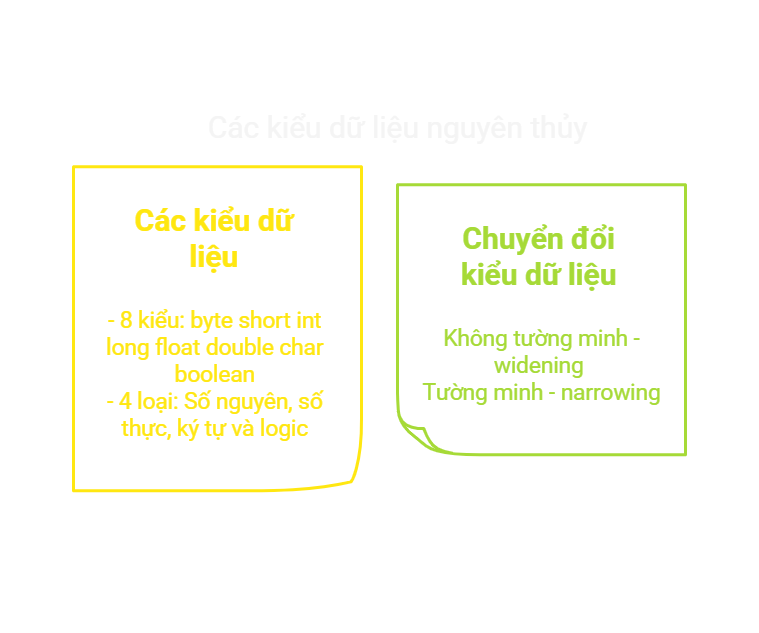 Các kiểu dữ liệu nguyên thủy
Các kiểu dữ
liệu
- 8 kiểu: byte short int
long float double char
boolean
- 4 loại: Số nguyên, số
thực, ký tự và logic
Chuyển đổi
kiểu dữ liệu
Không tường minh -
widening
Tường minh - narrowing